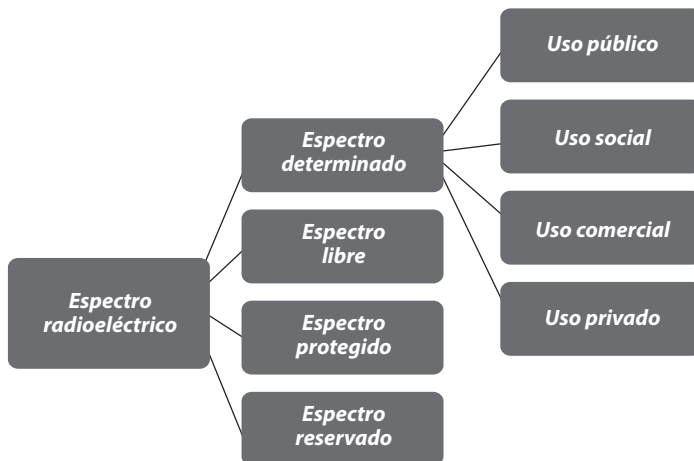 Espectro
radioeléctrico
Espectro
determinado
Espectro
libre
Espectro
protegido
Espectro
reservado
Uso público
Uso social
Uso comercial
Uso privado